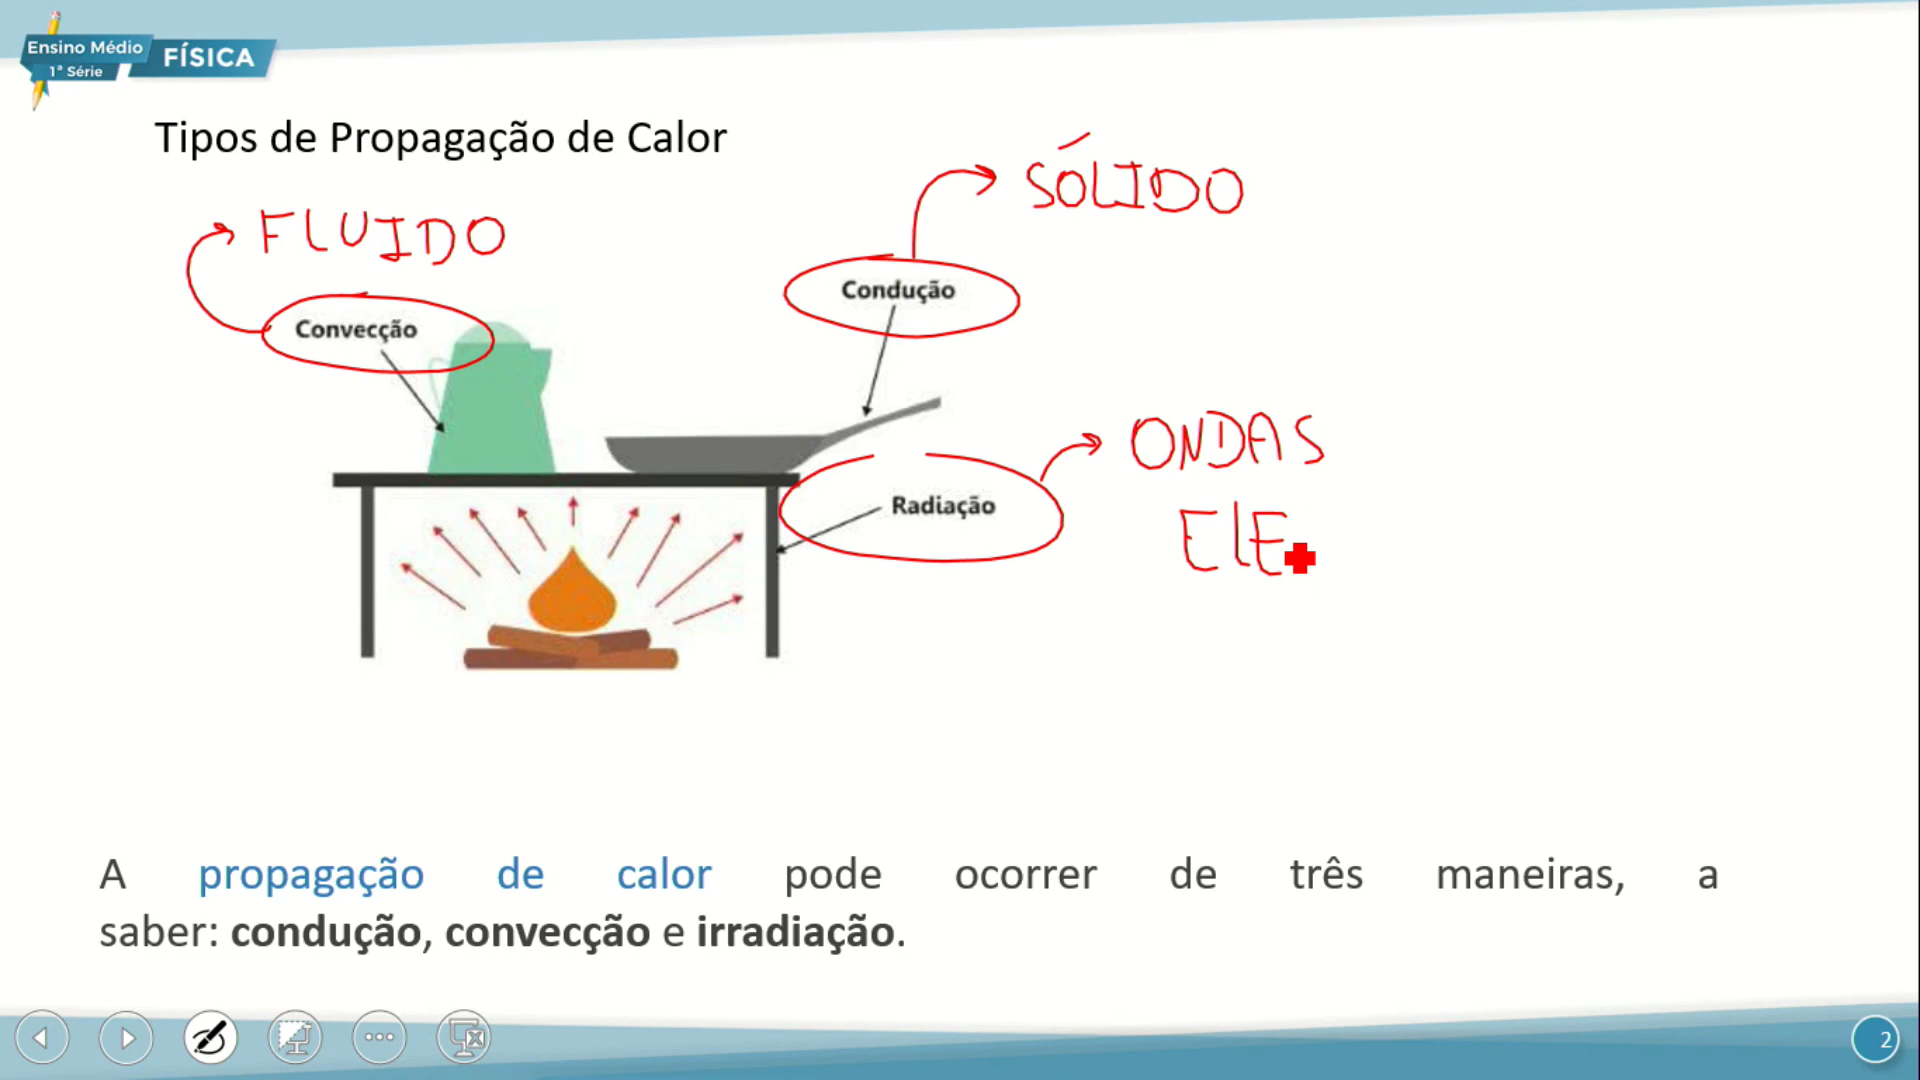 Ensino Médio
1ª Série
FÍSICA
Tipos de Propagação de Calor
SÓLIDO
FLUIDO
Condução
Convecção
ONDAS
Radiação
ElE
A propagação de calor pode ocorrer de três maneiras, a
saber: condução, convecção e irradiação.
2